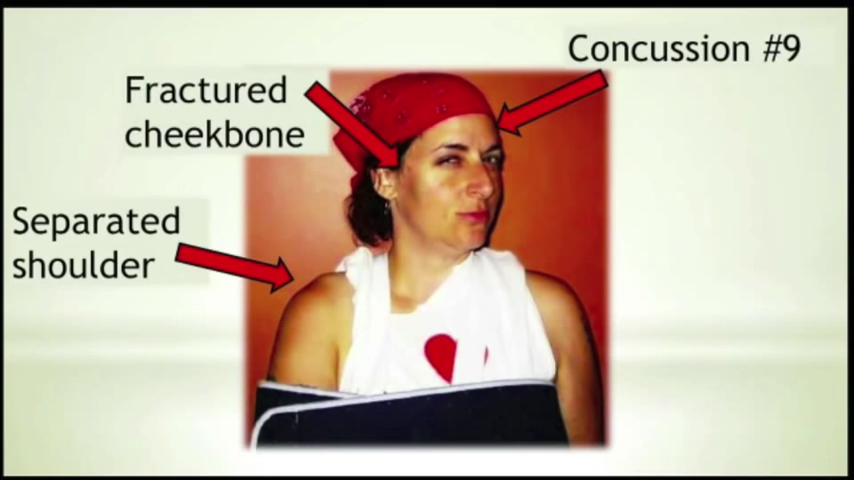 Concussion #9
Fractured
cheekbone
Separated
shoulder